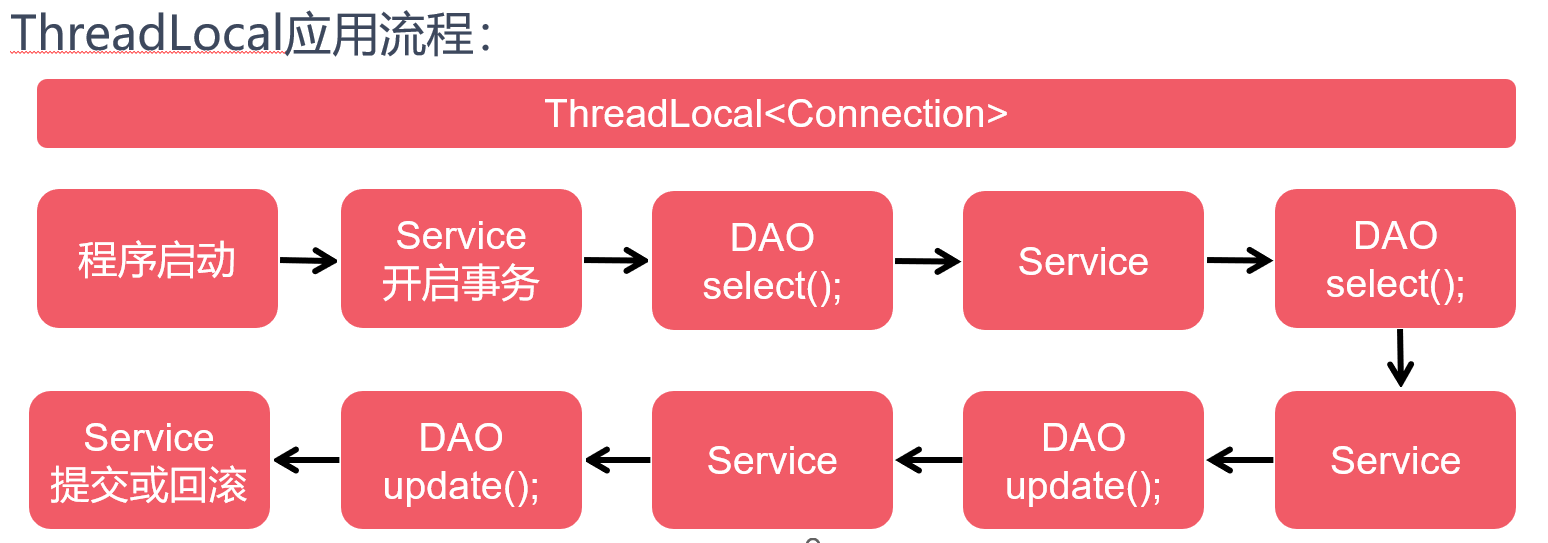 ThreadLocal应用流程：
ThreadLocal<Connection>
程序启动
Service
开启事务
DAO
select();
Service
DAO
select();
Service
DAO
update();
Service
DAO
update();
Service
提交或回滚